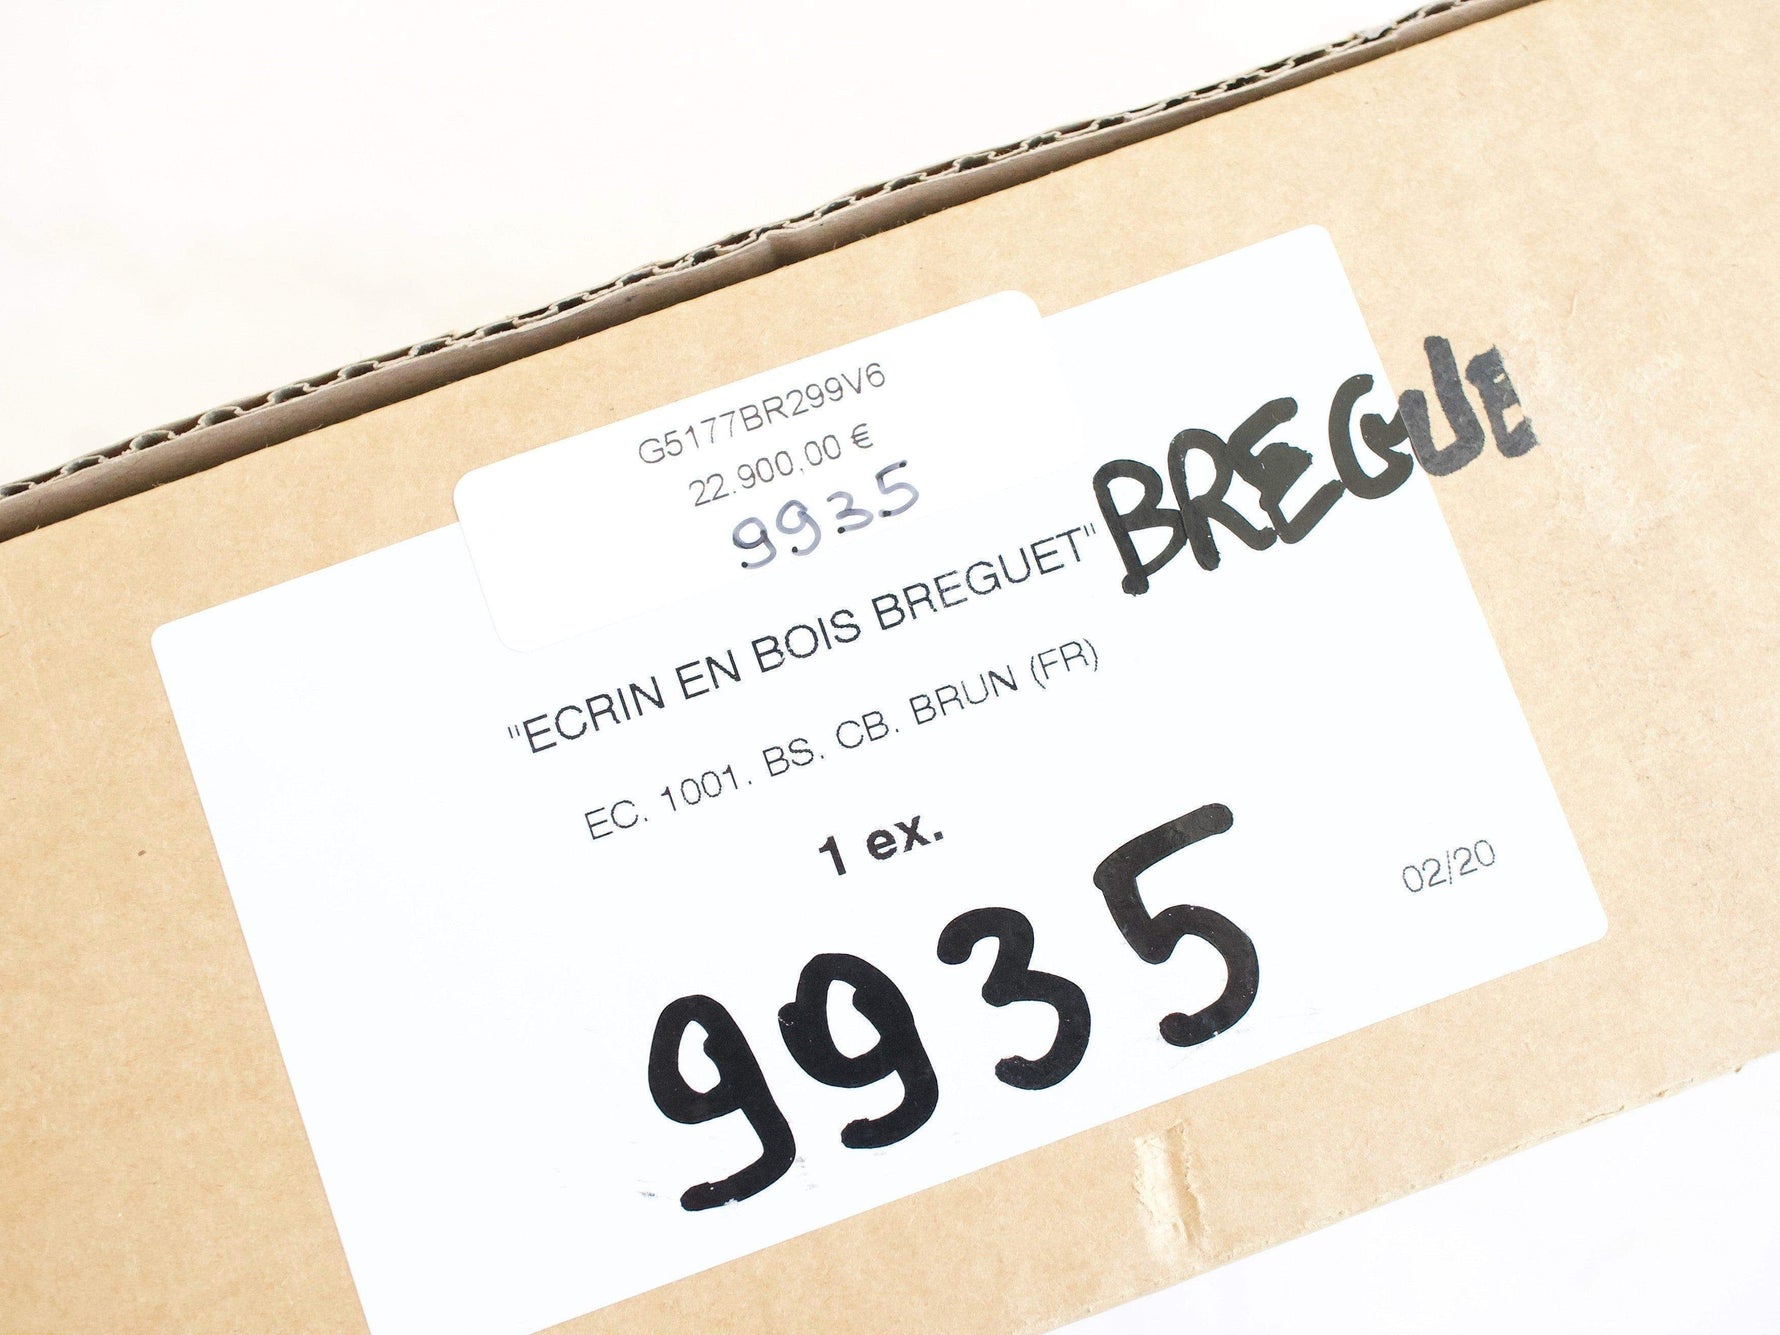 G5177BR299V6
22.900,00 €
9935
"ECRIN EN BOIS BREGUET"
BREGUE
EC. 1001. BS. CB. BRUN (FR)
1 ex.
02/20
9935